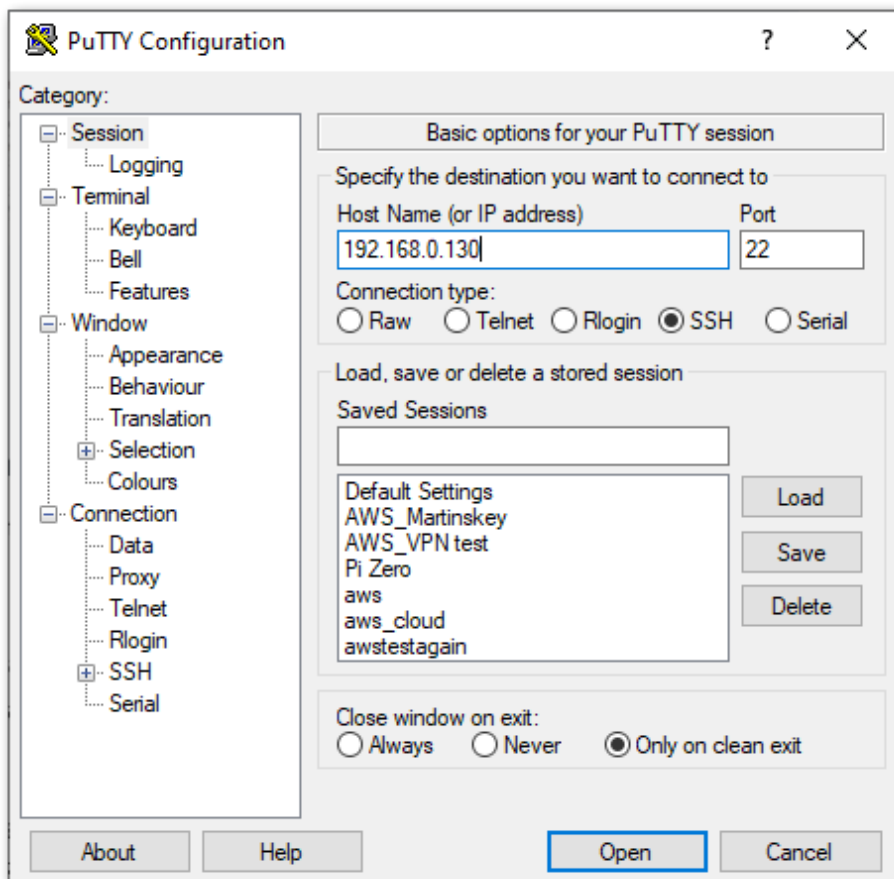 PuTTY Configuration ? X
Category:
Session
Logging
Terminal
Keyboard
Bell
Features
Window
Appearance
Behaviour
Translation
Selection
Colours
Connection
Data
Proxy
Telnet
Rlogin
SSH
Serial
Basic options for your PuTTY session
Specify the destination you want to connect to
Host Name (or IP address) Port
192.168.0.130 22
Connection type:
Raw Telnet Rlogin SSH Serial
Load, save or delete a stored session
Saved Sessions
Default Settings
AWS_Martinskey
AWS_VPN test
Pi Zero
aws
aws_cloud
awstestagain
Load
Save
Delete
Close window on exit:
Always Never Only on clean exit
About Help Open Cancel